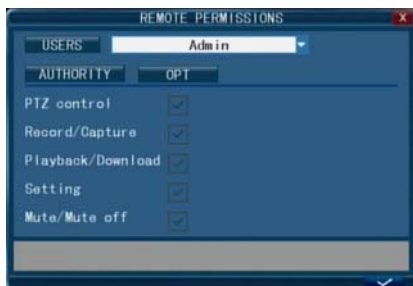 REMOTE PERMISSIONS X
USERS Admin
AUTHORITY OPT
PTZ control
Record/Capture
Playback/Download
Setting
Mute/Mute off